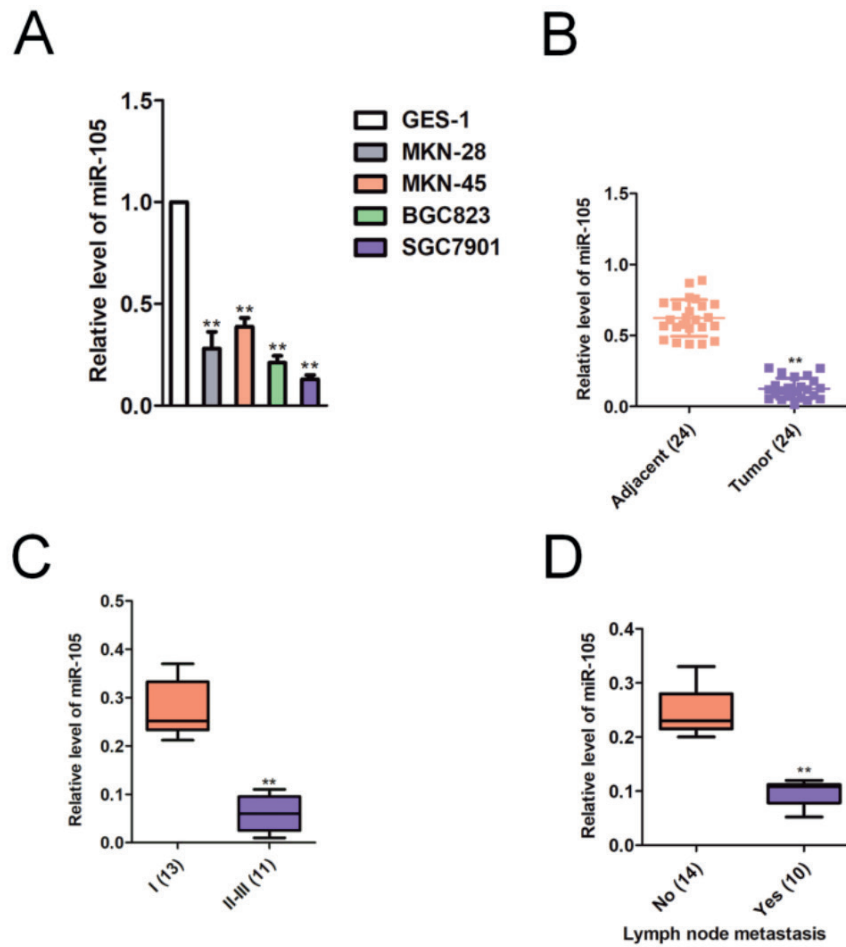 A
Relative level of miR-105
1.5
1.0
0.5
0.0
**
**
**
**
GES-1
MKN-28
MKN-45
BGC823
SGC7901
B
Relative level of miR-105
1.5
1.0
0.5
0.0
**
Adjacent (24)
Tumor (24)
C
Relative level of miR-105
0.5
0.4
0.3
0.2
0.1
0.0
**
I (13)
II-III (11)
D
Relative level of miR-105
0.4
0.3
0.2
0.1
0.0
**
No (14)
Yes (10)
Lymph node metastasis